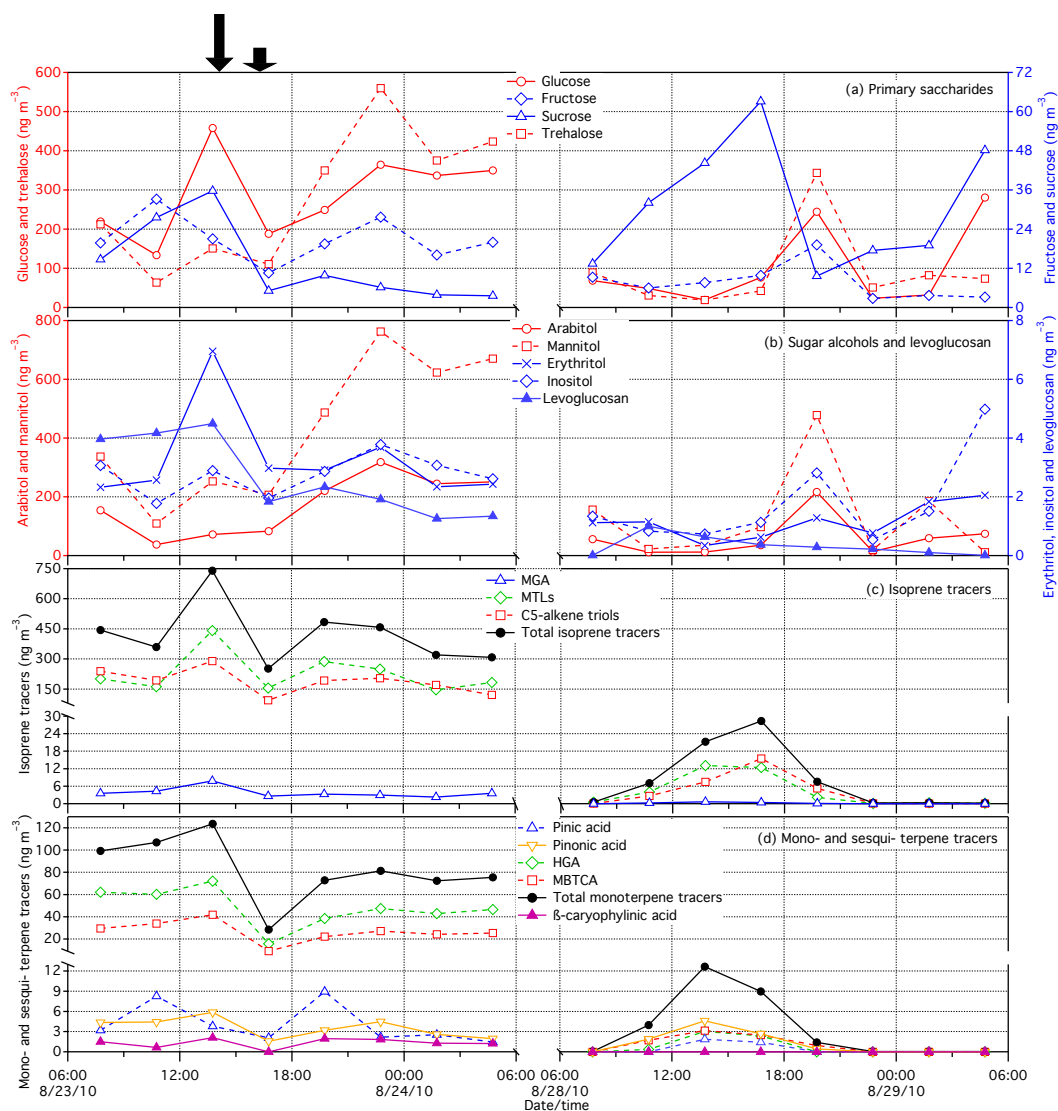 600
500
400
300
200
100
0
Glucose and trehalose (ng m⁻³)
Glucose
Fructose
Sucrose
Trehalose
(a) Primary saccharides
72
60
48
36
24
12
0
Fructose and sucrose (ng m⁻³)
800
600
400
200
0
Arabitol and mannitol (ng m⁻³)
Arabitol
Mannitol
Erythritol
Inositol
Levoglucosan
(b) Sugar alcohols and levoglucosan
8
6
4
2
0
Erythritol, inositol and levoglucosan (ng m⁻³)
750
600
450
300
150
30
24
18
12
6
0
Isoprene tracers (ng m⁻³)
MGA
MTLs
C5-alkene triols
Total isoprene tracers
(c) Isoprene tracers
120
100
80
60
40
20
12
9
6
3
0
Mono- and sesqui- terpene tracers (ng m⁻³)
Pinic acid
Pinonic acid
HGA
MBTCA
Total monoterpene tracers
ß-caryophylinic acid
(d) Mono- and sesqui- terpene tracers
06:00 12:00 18:00 00:00 06:00 06:00 12:00 18:00 00:00 06:00
8/23/10 8/24/10 8/28/10 8/29/10
Date/time